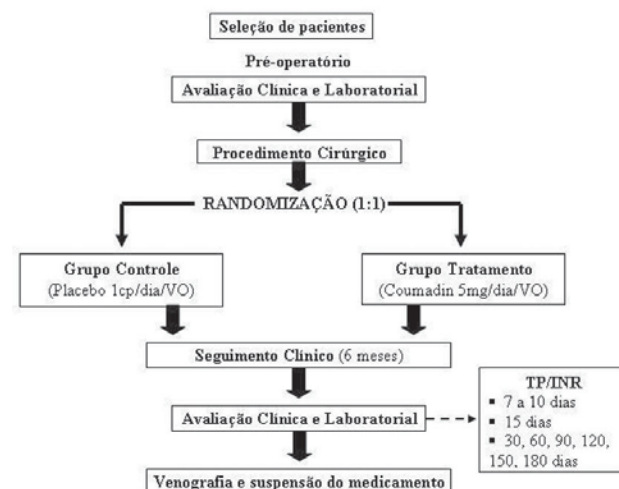 Seleção de pacientes
Pré-operatório
Avaliação Clínica e Laboratorial
Procedimento Cirúrgico
RANDOMIZAÇÃO (1:1)
Grupo Controle
(Placebo 1cp/dia/VO)
Grupo Tratamento
(Coumadin 5mg/dia/VO)
Seguimento Clínico (6 meses)
Avaliação Clínica e Laboratorial
TP/INR
▪ 7 a 10 dias
▪ 15 dias
▪ 30, 60, 90, 120,
150, 180 dias
Venografia e suspensão do medicamento